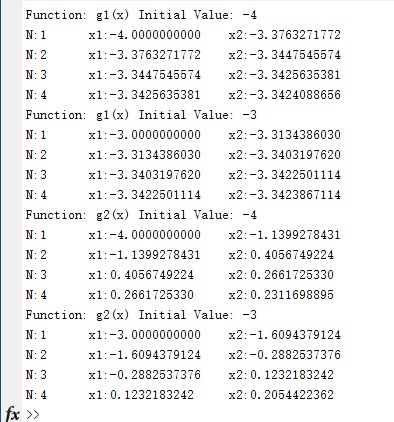 Function: g1(x) Initial Value: -4
N:1 x1:-4.0000000000 x2:-3.3763271772
N:2 x1:-3.3763271772 x2:-3.3447545574
N:3 x1:-3.3447545574 x2:-3.3425635381
N:4 x1:-3.3425635381 x2:-3.3424088656
Function: g1(x) Initial Value: -3
N:1 x1:-3.0000000000 x2:-3.3134386030
N:2 x1:-3.3134386030 x2:-3.3403197620
N:3 x1:-3.3403197620 x2:-3.3422501114
N:4 x1:-3.3422501114 x2:-3.3423867114
Function: g2(x) Initial Value: -4
N:1 x1:-4.0000000000 x2:-1.1399278431
N:2 x1:-1.1399278431 x2:0.4056749224
N:3 x1:0.4056749224 x2:0.2661725330
N:4 x1:0.2661725330 x2:0.2311698895
Function: g2(x) Initial Value: -3
N:1 x1:-3.0000000000 x2:-1.6094379124
N:2 x1:-1.6094379124 x2:-0.2882537376
N:3 x1:-0.2882537376 x2:0.1232183242
N:4 x1:0.1232183242 x2:0.2054422362
fx >>